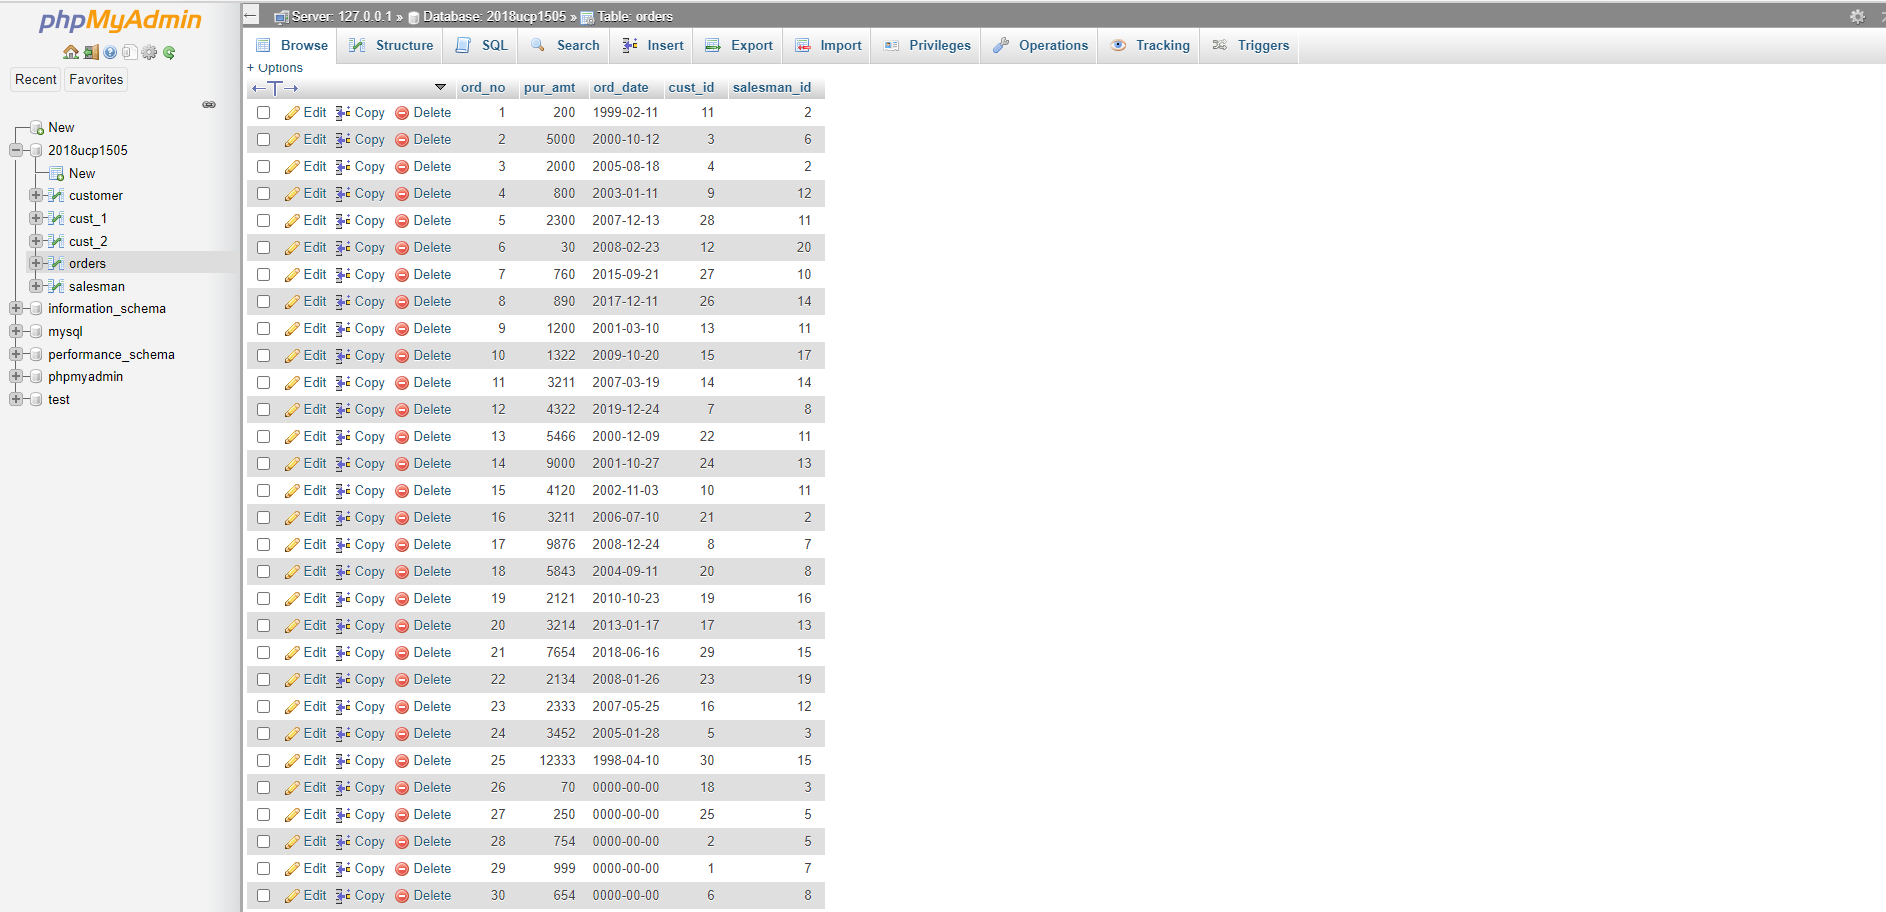 phpMyAdmin
Recent Favorites
New
2018ucp1505
New
customer
cust_1
cust_2
orders
salesman
information_schema
mysql
performance_schema
phpmyadmin
test
Server: 127.0.0.1 » Database: 2018ucp1505 » Table: orders
Browse Structure SQL Search Insert Export Import Privileges Operations Tracking Triggers
+ Options
ord_no pur_amt ord_date cust_id salesman_id
Edit Copy Delete 1 200 1999-02-11 11 2
Edit Copy Delete 2 5000 2000-10-12 3 6
Edit Copy Delete 3 2000 2005-08-18 4 2
Edit Copy Delete 4 800 2003-01-11 9 12
Edit Copy Delete 5 2300 2007-12-13 28 11
Edit Copy Delete 6 30 2008-02-23 12 20
Edit Copy Delete 7 760 2015-09-21 27 10
Edit Copy Delete 8 890 2017-12-11 26 14
Edit Copy Delete 9 1200 2001-03-10 13 11
Edit Copy Delete 10 1322 2009-10-20 15 17
Edit Copy Delete 11 3211 2007-03-19 14 14
Edit Copy Delete 12 4322 2019-12-24 7 8
Edit Copy Delete 13 5466 2000-12-09 22 11
Edit Copy Delete 14 9000 2001-10-27 24 13
Edit Copy Delete 15 4120 2002-11-03 10 11
Edit Copy Delete 16 3211 2006-07-10 21 2
Edit Copy Delete 17 9876 2008-12-24 8 7
Edit Copy Delete 18 5843 2004-09-11 20 8
Edit Copy Delete 19 2121 2010-10-23 19 16
Edit Copy Delete 20 3214 2013-01-17 17 13
Edit Copy Delete 21 7654 2018-06-16 29 15
Edit Copy Delete 22 2134 2008-01-26 23 19
Edit Copy Delete 23 2333 2007-05-25 16 12
Edit Copy Delete 24 3452 2005-01-28 5 3
Edit Copy Delete 25 12333 1998-04-10 30 15
Edit Copy Delete 26 70 0000-00-00 18 3
Edit Copy Delete 27 250 0000-00-00 25 5
Edit Copy Delete 28 754 0000-00-00 2 5
Edit Copy Delete 29 999 0000-00-00 1 7
Edit Copy Delete 30 654 0000-00-00 6 8